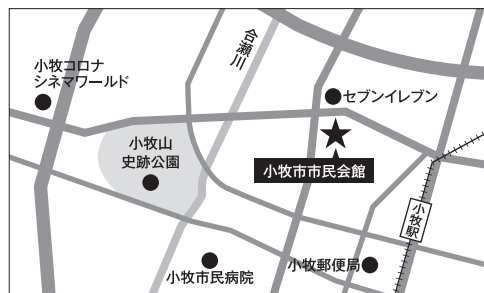 小牧コロナ
シネマワールド
合瀬川
セブンイレブン
小牧山
史跡公園
小牧市市民会館
小牧駅
小牧市民病院
小牧郵便局